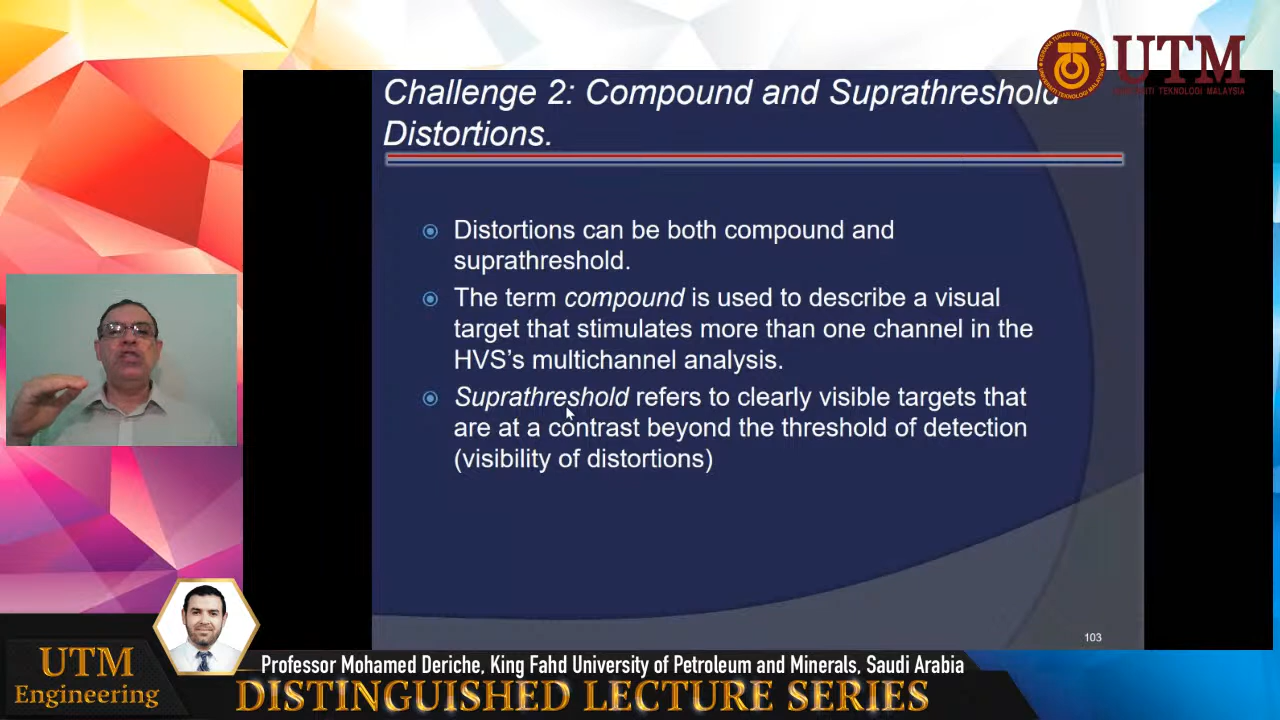 Challenge 2: Compound and Suprathreshold
Distortions.
UTM
UNIVERSITI TEKNOLOGI MALAYSIA
Distortions can be both compound and
suprathreshold.
The term compound is used to describe a visual
target that stimulates more than one channel in the
HVS's multichannel analysis.
Suprathreshold refers to clearly visible targets that
are at a contrast beyond the threshold of detection
(visibility of distortions)
103
UTM
Engineering
Professor Mohamed Deriche, King Fahd University of Petroleum and Minerals, Saudi Arabia
DISTINGUISHED LECTURE SERIES